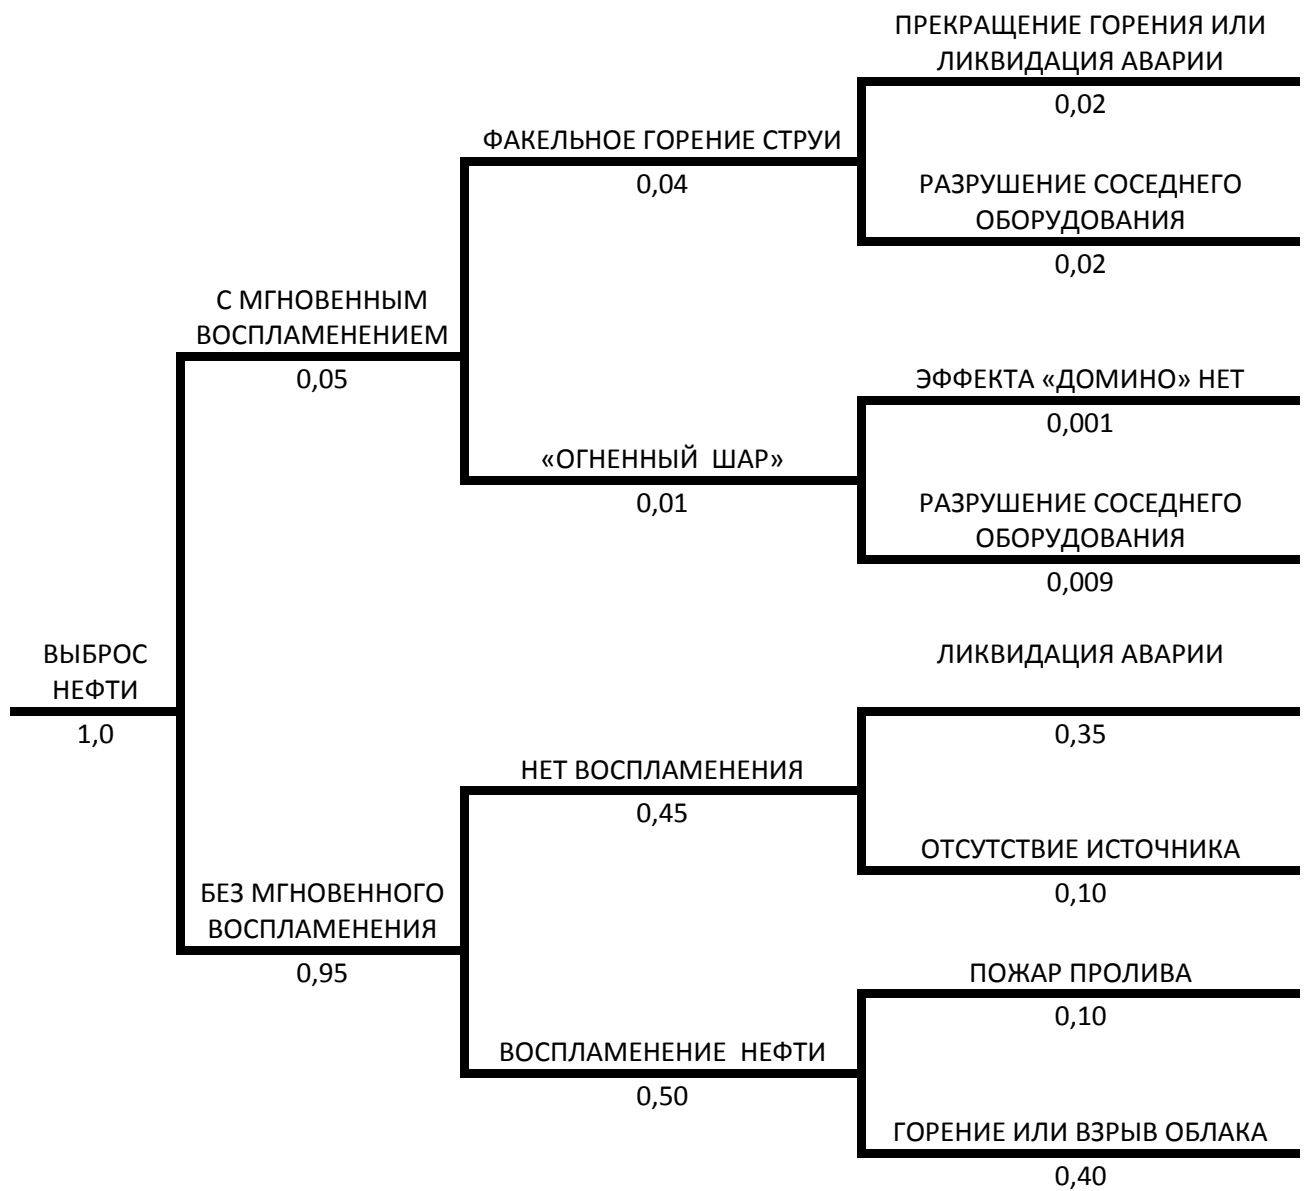 ПРЕКРАЩЕНИЕ ГОРЕНИЯ ИЛИ
ЛИКВИДАЦИЯ АВАРИИ
0,02
ФАКЕЛЬНОЕ ГОРЕНИЕ СТРУИ
0,04
РАЗРУШЕНИЕ СОСЕДНЕГО
ОБОРУДОВАНИЯ
0,02
С МГНОВЕННЫМ
ВОСПЛАМЕНЕНИЕМ
0,05
ЭФФЕКТА «ДОМИНО» НЕТ
0,001
«ОГНЕННЫЙ ШАР»
0,01
РАЗРУШЕНИЕ СОСЕДНЕГО
ОБОРУДОВАНИЯ
0,009
ВЫБРОС
НЕФТИ
1,0
ЛИКВИДАЦИЯ АВАРИИ
0,35
НЕТ ВОСПЛАМЕНЕНИЯ
0,45
ОТСУТСТВИЕ ИСТОЧНИКА
0,10
БЕЗ МГНОВЕННОГО
ВОСПЛАМЕНЕНИЯ
0,95
ПОЖАР ПРОЛИВА
0,10
ВОСПЛАМЕНЕНИЕ НЕФТИ
0,50
ГОРЕНИЕ ИЛИ ВЗРЫВ ОБЛАКА
0,40